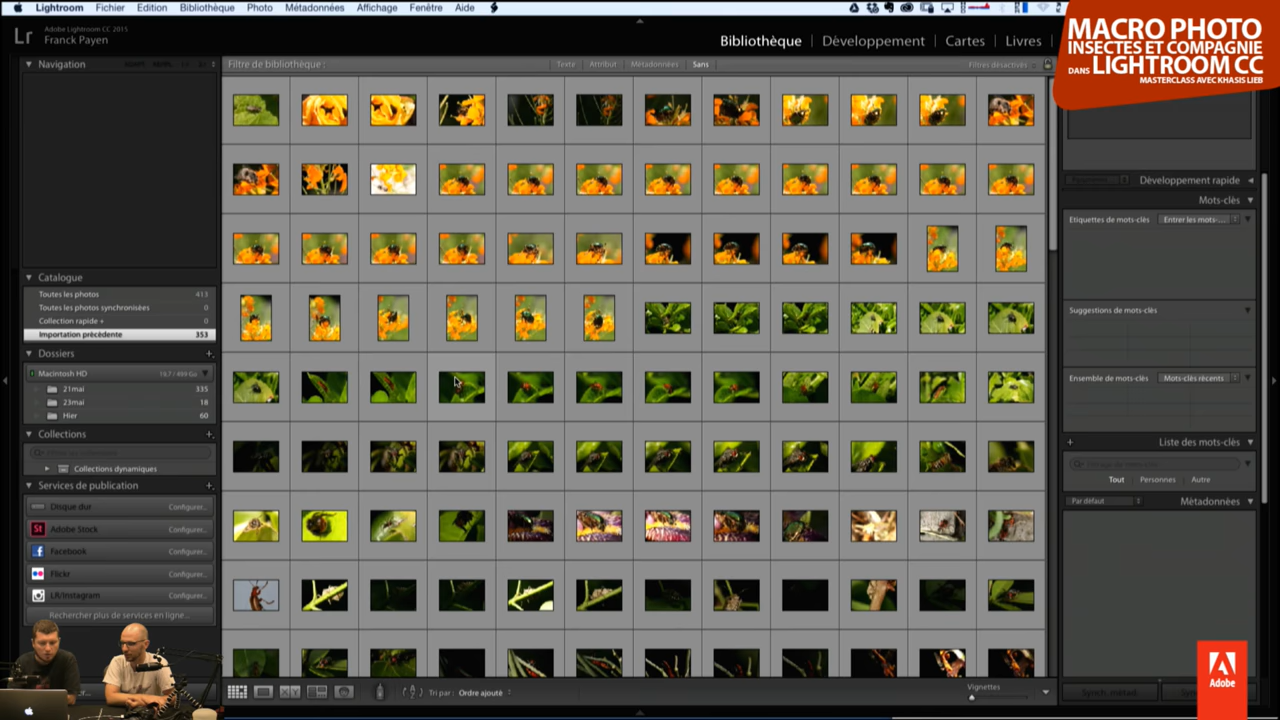 Lightroom Fichier Edition Bibliothèque Photo Métadonnées Affichage Fenêtre Aide
Lr
Adobe Lightroom CC 2015
Franck Payen
Bibliothèque
Développement
Cartes
Livres
MACRO PHOTO
INSECTES ET COMPAGNIE
DANS LIGHTROOM CC
MASTERCLASS AVEC KHASIS LIEB
Navigation
Filtre de bibliothèque :
Texte Attribut Métadonnées Sans
Filtres désactivés
Catalogue
Toutes les photos 413
Toutes les photos synchronisées 0
Collection rapide + 0
Importation précédente 353
Dossiers
Macintosh HD
21mai 335
23mai 18
Hier 60
Collections
Collections dynamiques
Services de publication
Disque dur Configurer...
St Adobe Stock Configurer...
Facebook Configurer...
Flickr Configurer...
LR/Instagram Configurer...
Rechercher plus de services en ligne...
Tri par : Ordre ajouté
Vignettes
Développement rapide
Mots-clés
Etiquettes de mots-clés Entrer les mots-...
Suggestions de mots-clés
Ensemble de mots-clés Mots-clés récents
Liste des mots-clés
Tout Personnes Autre
Par défaut Métadonnées
Synch. métad.
Adobe